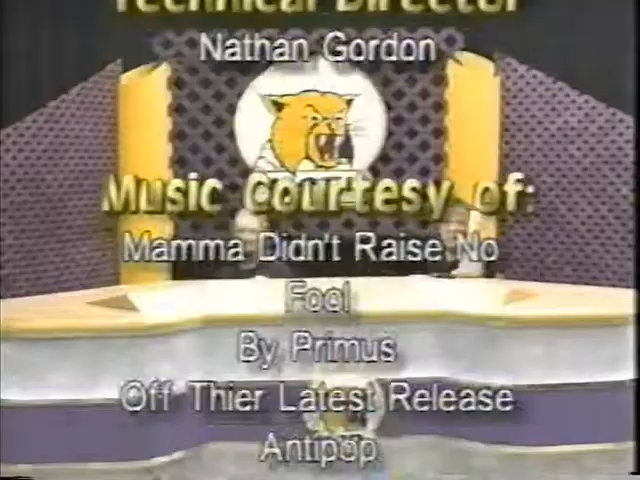 Technical Director
Nathan Gordon
Music Courtesy of:
Mamma Didn't Raise No
Fool
By Primus
Off Thier Latest Release
Antipop